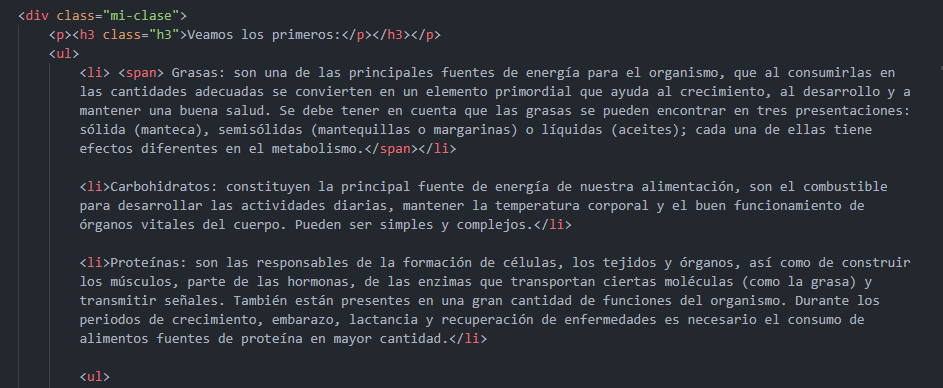 <div class="mi-clase">
<p><h3 class="h3">Veamos los primeros:</p></h3></p>
<ul>
<li> <span> Grasas: son una de las principales fuentes de energía para el organismo, que al consumirlas en
las cantidades adecuadas se convierten en un elemento primordial que ayuda al crecimiento, al desarrollo y a
mantener una buena salud. Se debe tener en cuenta que las grasas se pueden encontrar en tres presentaciones:
sólida (manteca), semisólidas (mantequillas o margarinas) o líquidas (aceites); cada una de ellas tiene
efectos diferentes en el metabolismo.</span></li>
<li>Carbohidratos: constituyen la principal fuente de energía de nuestra alimentación, son el combustible
para desarrollar las actividades diarias, mantener la temperatura corporal y el buen funcionamiento de
órganos vitales del cuerpo. Pueden ser simples y complejos.</li>
<li>Proteínas: son las responsables de la formación de células, los tejidos y órganos, así como de construir
los músculos, parte de las hormonas, de las enzimas que transportan ciertas moléculas (como la grasa) y
transmitir señales. También están presentes en una gran cantidad de funciones del organismo. Durante los
periodos de crecimiento, embarazo, lactancia y recuperación de enfermedades es necesario el consumo de
alimentos fuentes de proteína en mayor cantidad.</li>
<ul>